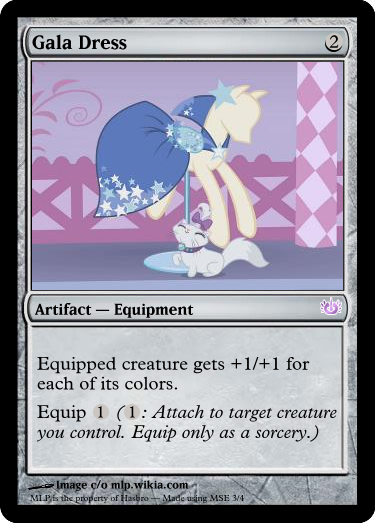 Gala Dress 2
Artifact — Equipment
Equipped creature gets +1/+1 for
each of its colors.
Equip 1 (1: Attach to target creature
you control. Equip only as a sorcery.)
Image c/o mlp.wikia.com
MLP is the property of Hasbro — Made using MSE 3/4